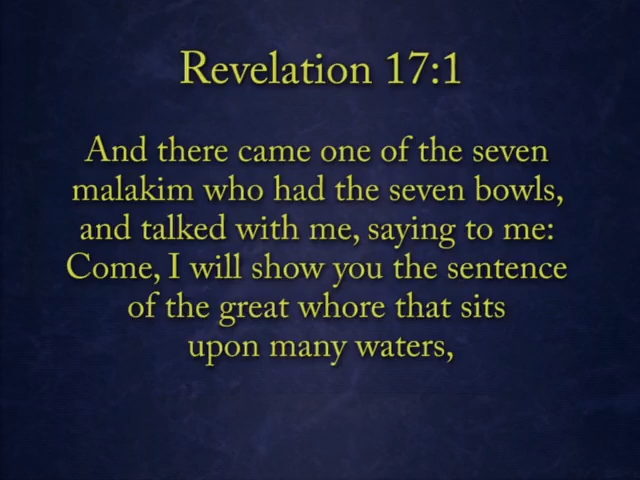 Revelation 17:1
And there came one of the seven
malakim who had the seven bowls,
and talked with me, saying to me:
Come, I will show you the sentence
of the great whore that sits
upon many waters,